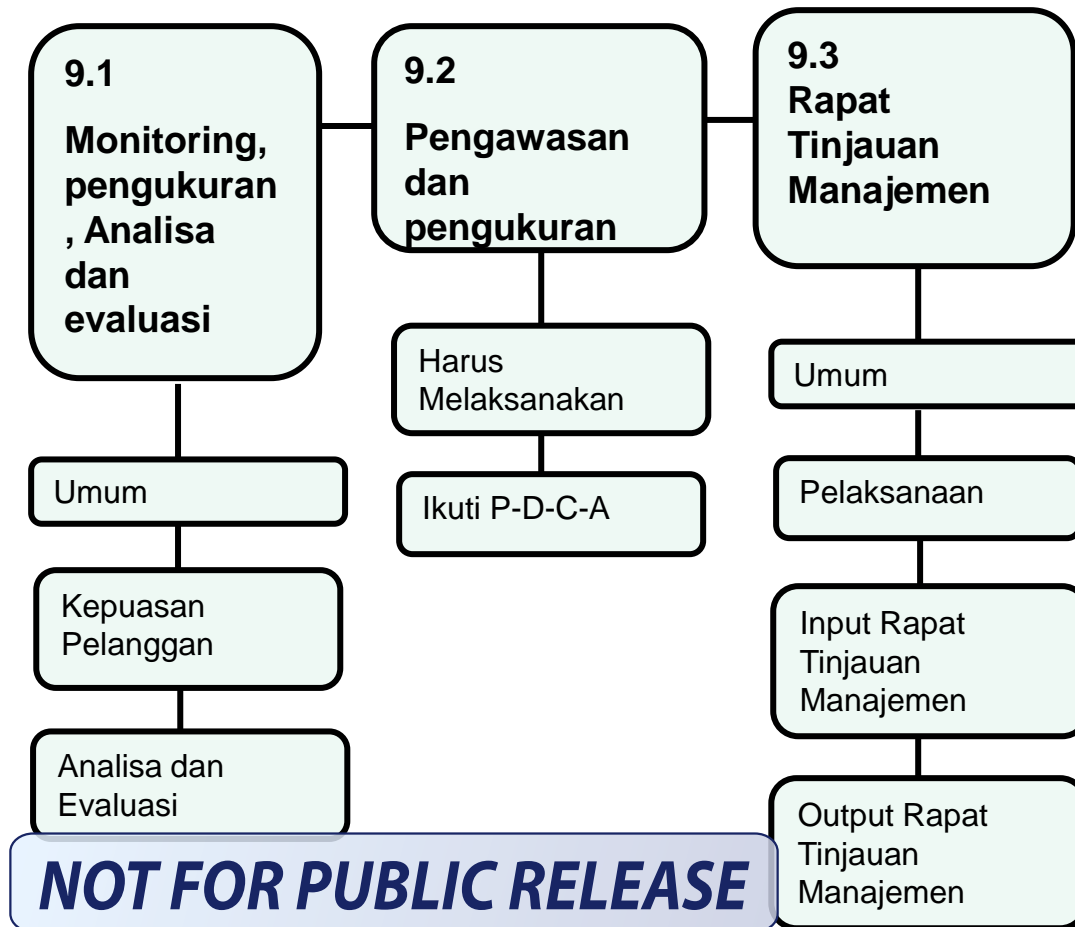 9.1
Monitoring,
pengukuran
, Analisa
dan
evaluasi
Umum
Kepuasan
Pelanggan
Analisa dan
Evaluasi
9.2
Pengawasan
dan
pengukuran
Harus
Melaksanakan
Ikuti P-D-C-A
9.3
Rapat
Tinjauan
Manajemen
Umum
Pelaksanaan
Input Rapat
Tinjauan
Manajemen
Output Rapat
Tinjauan
Manajemen
NOT FOR PUBLIC RELEASE